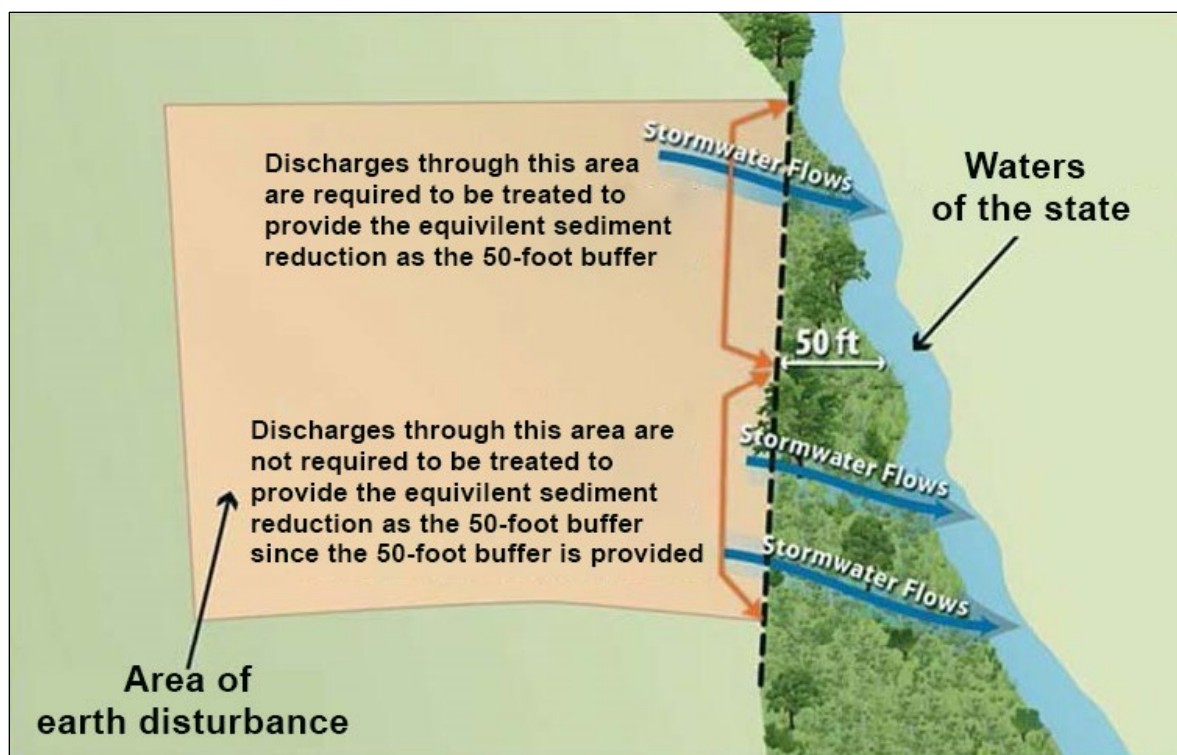 Stormwater Flows
Discharges through this area
are required to be treated to
provide the equivilent sediment
reduction as the 50-foot buffer
Waters
of the state
50 ft
Discharges through this area are
not required to be treated to
provide the equivilent sediment
reduction as the 50-foot buffer
since the 50-foot buffer is provided
Stormwater Flows
Stormwater Flows
Area of
earth disturbance